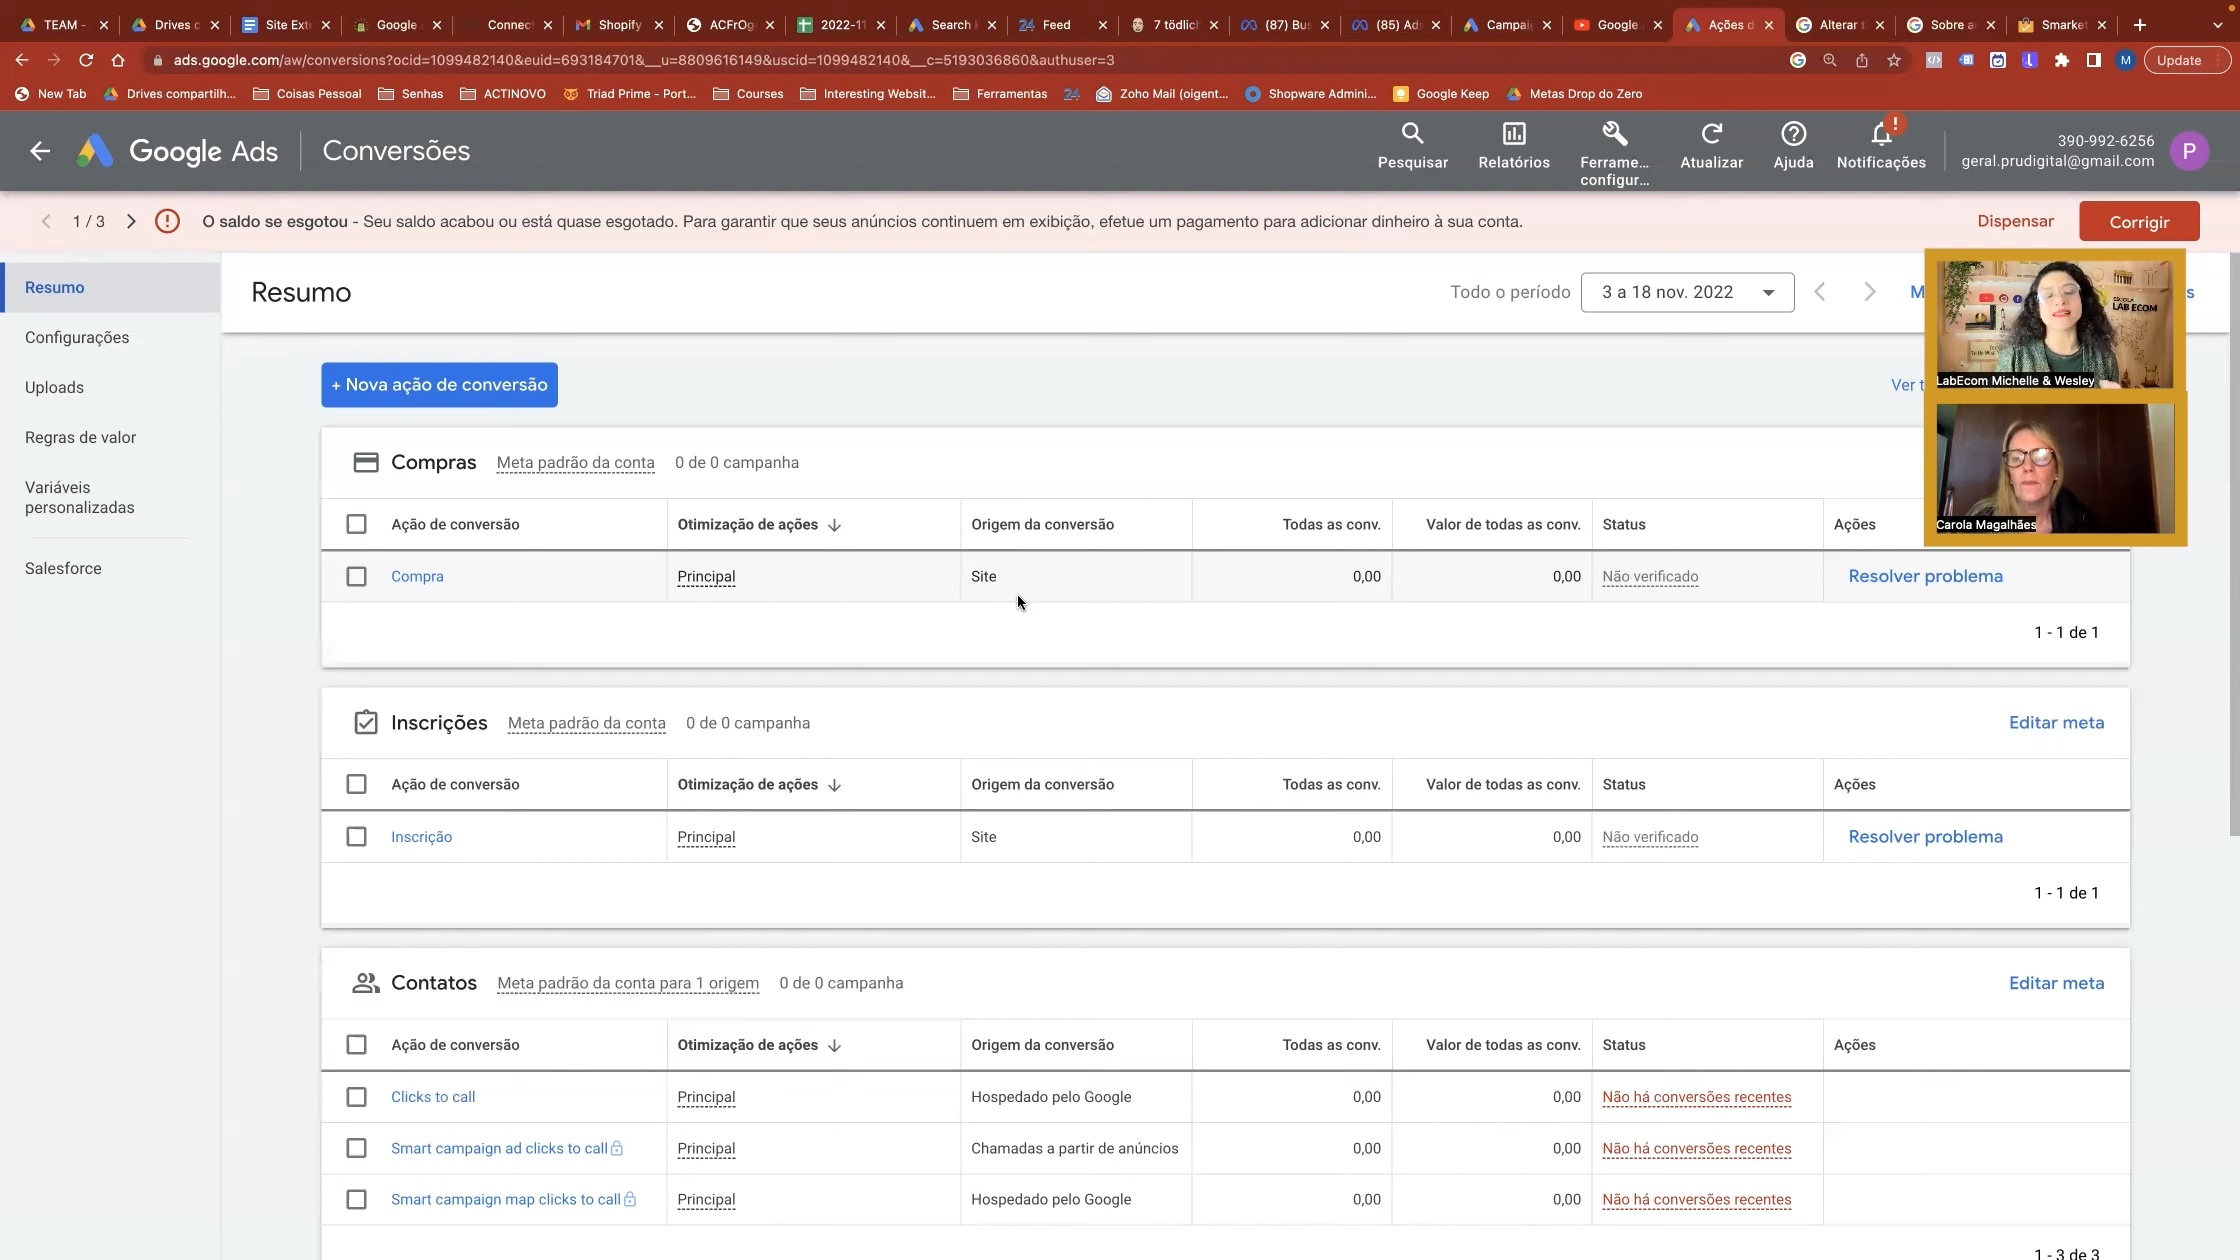 TEAM -
Drives c
Site Ext
Google
Connect
Shopify
ACFrOg
2022-11
Search
24 Feed
7 tödlic
(87) Bus
(85) Ads
Campai
Google
Ações d
Alterar
Sobre a
Smarket
ads.google.com/aw/conversions?ocid=1099482140&euid=693184701&__u=8809616149&uscid=1099482140&__c=5193036860&authuser=3
M
Update
New Tab
Drives compartilh...
Coisas Pessoal
Senhas
ACTINOVO
Triad Prime - Port...
Courses
Interesting Websit...
Ferramentas
24
Zoho Mail (oigent...
Shopware Admini...
Google Keep
Metas Drop do Zero
Google Ads
Conversões
Pesquisar
Relatórios
Ferrame...
configur...
Atualizar
Ajuda
Notificações
390-992-6256
geral.prudigital@gmail.com
P
1 / 3
O saldo se esgotou - Seu saldo acabou ou está quase esgotado. Para garantir que seus anúncios continuem em exibição, efetue um pagamento para adicionar dinheiro à sua conta.
Dispensar
Corrigir
Resumo
Configurações
Uploads
Regras de valor
Variáveis
personalizadas
Salesforce
Resumo
Todo o período
3 a 18 nov. 2022
M
s
ESCOLA
LAB ECOM
LabEcom Michelle & Wesley
Carola Magalhães
+ Nova ação de conversão
Ver t
Compras Meta padrão da conta 0 de 0 campanha
Ação de conversão Otimização de ações Origem da conversão Todas as conv. Valor de todas as conv. Status Ações
Compra Principal Site 0,00 0,00 Não verificado Resolver problema
1 - 1 de 1
Inscrições Meta padrão da conta 0 de 0 campanha Editar meta
Ação de conversão Otimização de ações Origem da conversão Todas as conv. Valor de todas as conv. Status Ações
Inscrição Principal Site 0,00 0,00 Não verificado Resolver problema
1 - 1 de 1
Contatos Meta padrão da conta para 1 origem 0 de 0 campanha Editar meta
Ação de conversão Otimização de ações Origem da conversão Todas as conv. Valor de todas as conv. Status Ações
Clicks to call Principal Hospedado pelo Google 0,00 0,00 Não há conversões recentes
Smart campaign ad clicks to call Principal Chamadas a partir de anúncios 0,00 0,00 Não há conversões recentes
Smart campaign map clicks to call Principal Hospedado pelo Google 0,00 0,00 Não há conversões recentes
1 - 3 de 3